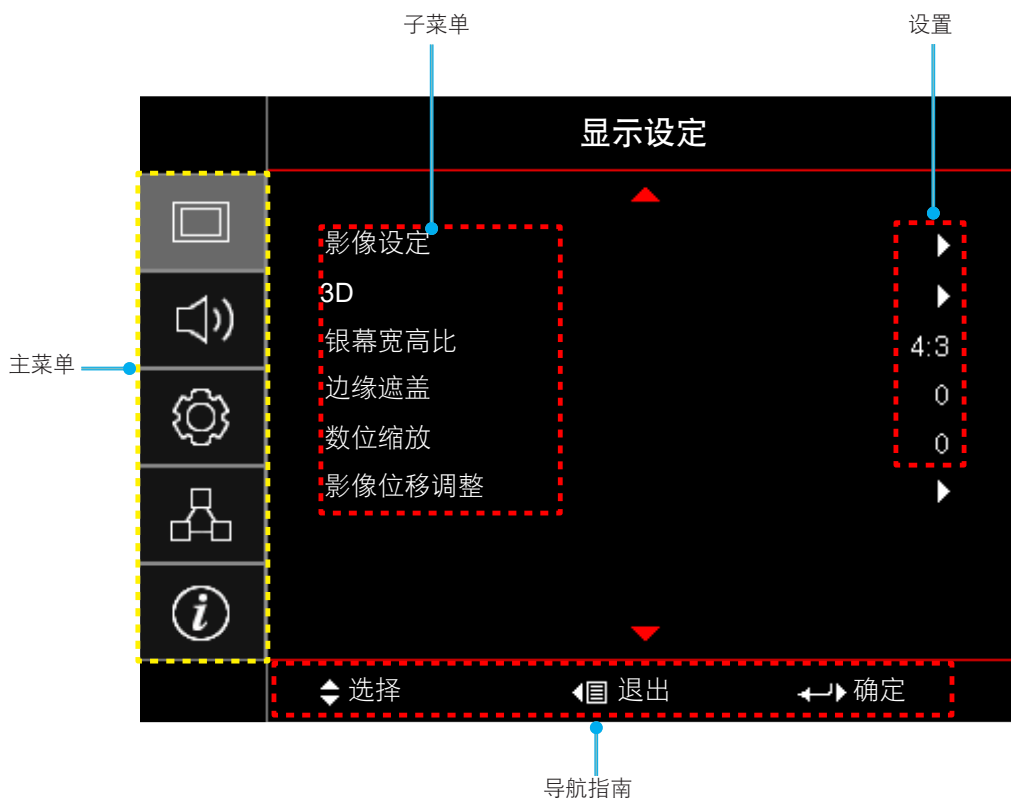 子菜单 设置
显示设定
影像设定
3D
银幕宽高比 4:3
主菜单
边缘遮盖 0
数位缩放 0
影像位移调整
i
选择 退出 确定
导航指南